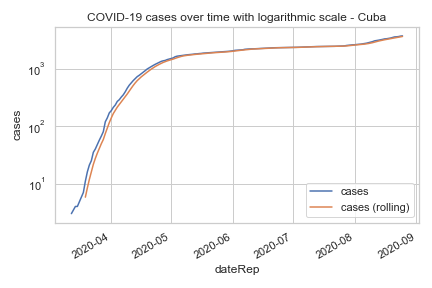 COVID-19 cases over time with logarithmic scale - Cuba
cases
10³
10²
10¹
cases
cases (rolling)
2020-04
2020-05
2020-06
2020-07
2020-08
2020-09
dateRep